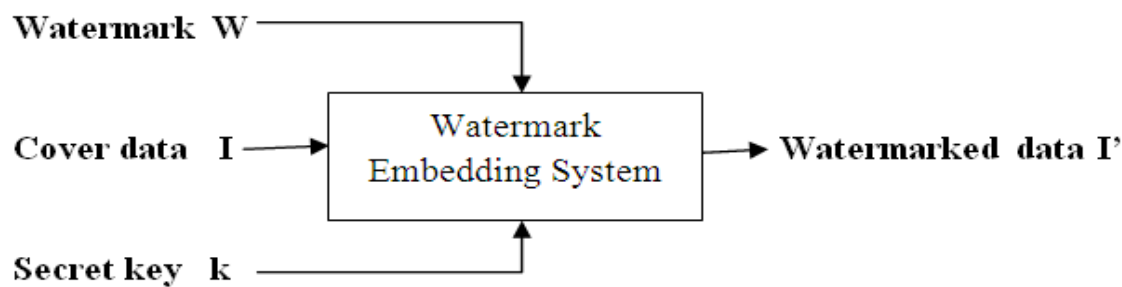 Watermark W
Watermark
Embedding System
Cover data I
Watermarked data I’
Secret key k